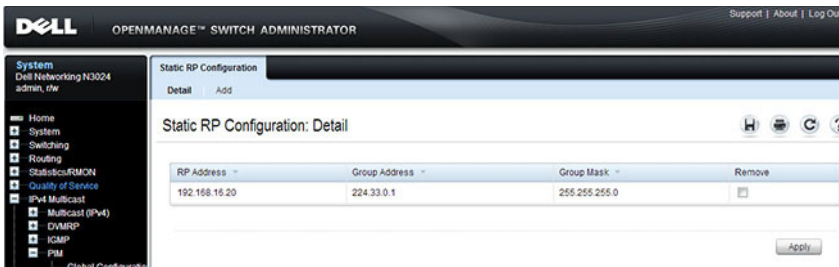 Support | About | Log Ou
DELL OPENMANAGE™ SWITCH ADMINISTRATOR
System
Dell Networking N3024
admin, r/w
Home
System
Switching
Routing
Statistics/RMON
Quality of Service
IPv4 Multicast
Multicast (IPv4)
DVMRP
IGMP
PIM
Global Configuratio
Static RP Configuration
Detail Add
Static RP Configuration: Detail
RP Address Group Address Group Mask Remove
192.168.16.20 224.33.0.1 255.255.255.0
Apply